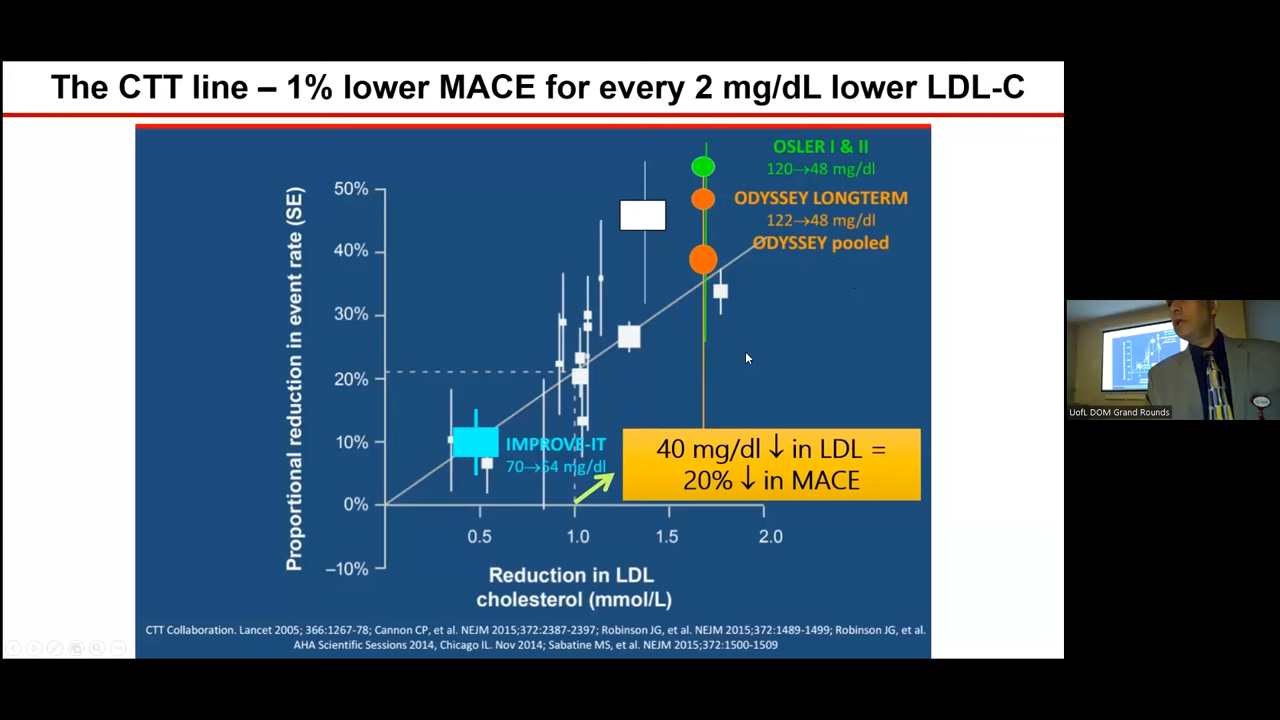 The CTT line – 1% lower MACE for every 2 mg/dL lower LDL-C
OSLER I & II
120→48 mg/dl
ODYSSEY LONGTERM
122→48 mg/dl
ODYSSEY pooled
Proportional reduction in event rate (SE)
50%
40%
30%
20%
10%
0%
–10%
IMPROVE-IT
70→54 mg/dl
40 mg/dl ↓ in LDL =
20% ↓ in MACE
0.5
1.0
1.5
2.0
Reduction in LDL
cholesterol (mmol/L)
CTT Collaboration. Lancet 2005; 366:1267-78; Cannon CP, et al. NEJM 2015;372:2387-2397; Robinson JG, et al. NEJM 2015;372:1489-1499; Robinson JG, et al.
AHA Scientific Sessions 2014, Chicago IL. Nov 2014; Sabatine MS, et al. NEJM 2015;372:1500-1509
UofL DOM Grand Rounds